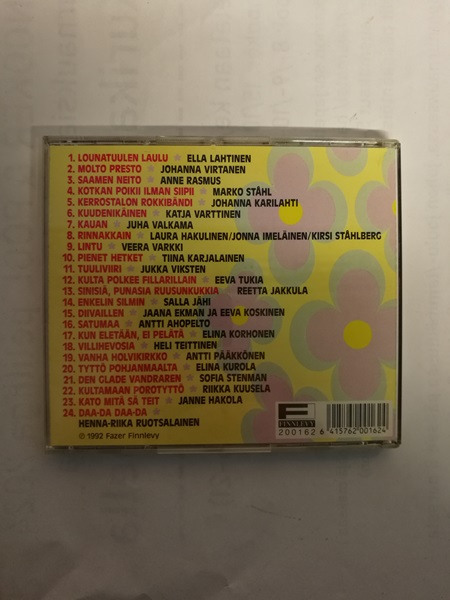 1. LOUNATUULEN LAULU ★ ELLA LAHTINEN
2. MOLTO PRESTO ★ JOHANNA VIRTANEN
3. SAAMEN NEITO ★ ANNE RASMUS
4. KOTKAN POIKII ILMAN SIIPII ★ MARKO STÅHL
5. KERROSTALON ROKKIBÄNDI ★ JOHANNA KARILAHTI
6. KUUDENIKÄINEN ★ KATJA VARTTINEN
7. KAUAN ★ JUHA VALKAMA
8. RINNAKKAIN ★ LAURA HAKULINEN/JONNA IMELÄINEN/KIRSI STÅHLBERG
9. LINTU ★ VEERA VARKKI
10. PIENET HETKET ★ TIINA KARJALAINEN
11. TUULIVIIRI ★ JUKKA VIKSTEN
12. KULTA POLKEE FILLARILLAIN ★ EEVA TUKIA
13. SINISIÄ, PUNASIA RUUSUNKUKKIA ★ REETTA JAKKULA
14. ENKELIN SILMIN ★ SALLA JÄHI
15. DIIVAILLEN ★ JAANA EKMAN JA EEVA KOSKINEN
16. SATUMAA ★ ANTTI AHOPELTO
17. KUN ELETÄÄN, EI PELÄTÄ ★ ELINA KORHONEN
18. VILLIHEVOSIA ★ HELI TEITTINEN
19. VANHA HOLVIKIRKKO ★ ANTTI PÄÄKKÖNEN
20. TYTTÖ POHJANMAALTA ★ ELINA KUROLA
21. DEN GLADE VANDRAREN ★ SOFIA STENMAN
22. KULTAMAAN POROTYTTÖ ★ RIIKKA KUUSELA
23. KATO MITÄ SÄ TEIT ★ JANNE HAKOLA
24. DAA-DA DAA-DA ★
HENNA-RIIKA RUOTSALAINEN
© 1992 Fazer Finnlevy
F
FINNLEVY
200162 6 415762 001624